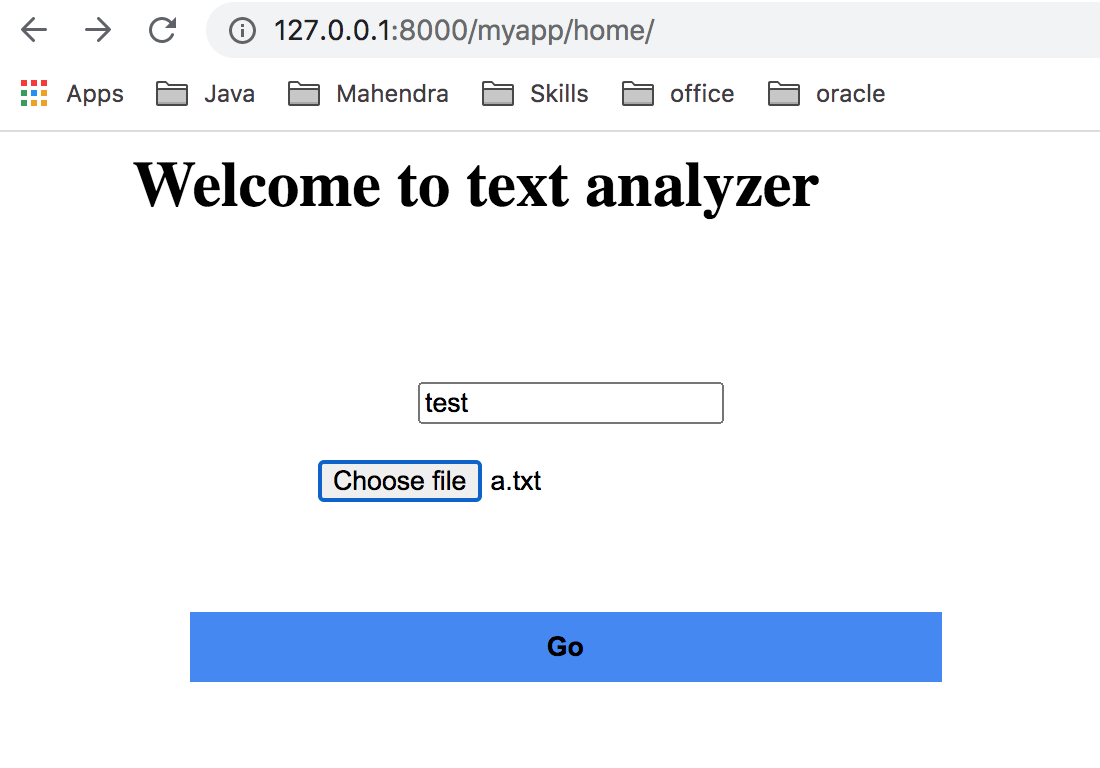 127.0.0.1:8000/myapp/home/
Apps Java Mahendra Skills office oracle
Welcome to text analyzer
test
Choose file a.txt
Go